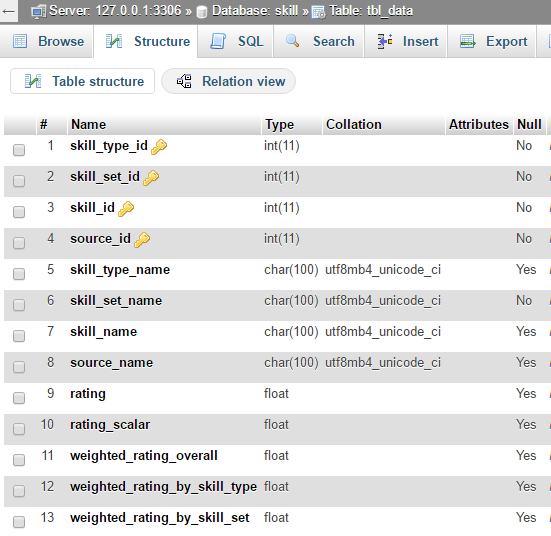 Server: 127.0.0.1:3306 » Database: skill » Table: tbl_data
Browse Structure SQL Search Insert Export
Table structure Relation view
# Name Type Collation Attributes Null
1 skill_type_id int(11) No
2 skill_set_id int(11) No
3 skill_id int(11) No
4 source_id int(11) No
5 skill_type_name char(100) utf8mb4_unicode_ci Yes
6 skill_set_name char(100) utf8mb4_unicode_ci No
7 skill_name char(100) utf8mb4_unicode_ci Yes
8 source_name char(100) utf8mb4_unicode_ci Yes
9 rating float Yes
10 rating_scalar float Yes
11 weighted_rating_overall float Yes
12 weighted_rating_by_skill_type float Yes
13 weighted_rating_by_skill_set float Yes